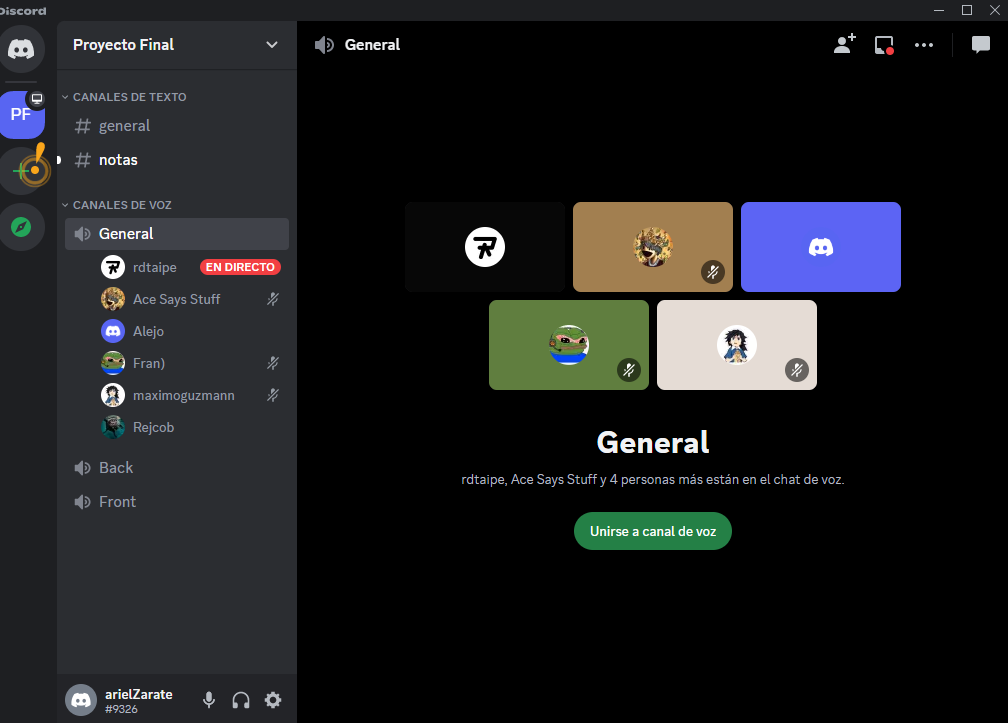 Discord
PF
Proyecto Final
CANALES DE TEXTO
general
notas
CANALES DE VOZ
General
rdtaipe EN DIRECTO
Ace Says Stuff
Alejo
Fran)
maximoguzmann
Rejcob
Back
Front
arielZarate
#9326
General
General
rdtaipe, Ace Says Stuff y 4 personas más están en el chat de voz.
Unirse a canal de voz